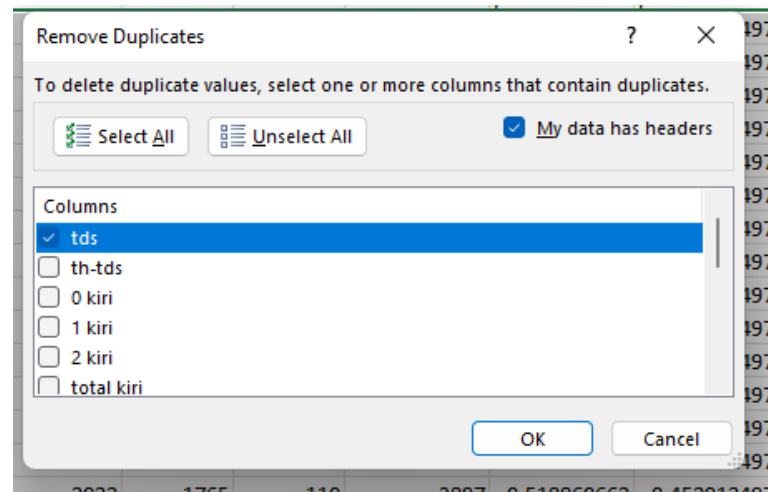 Remove Duplicates
?
To delete duplicate values, select one or more columns that contain duplicates.
Select All
Unselect All
My data has headers
Columns
tds
th-tds
0 kiri
1 kiri
2 kiri
total kiri
OK
Cancel